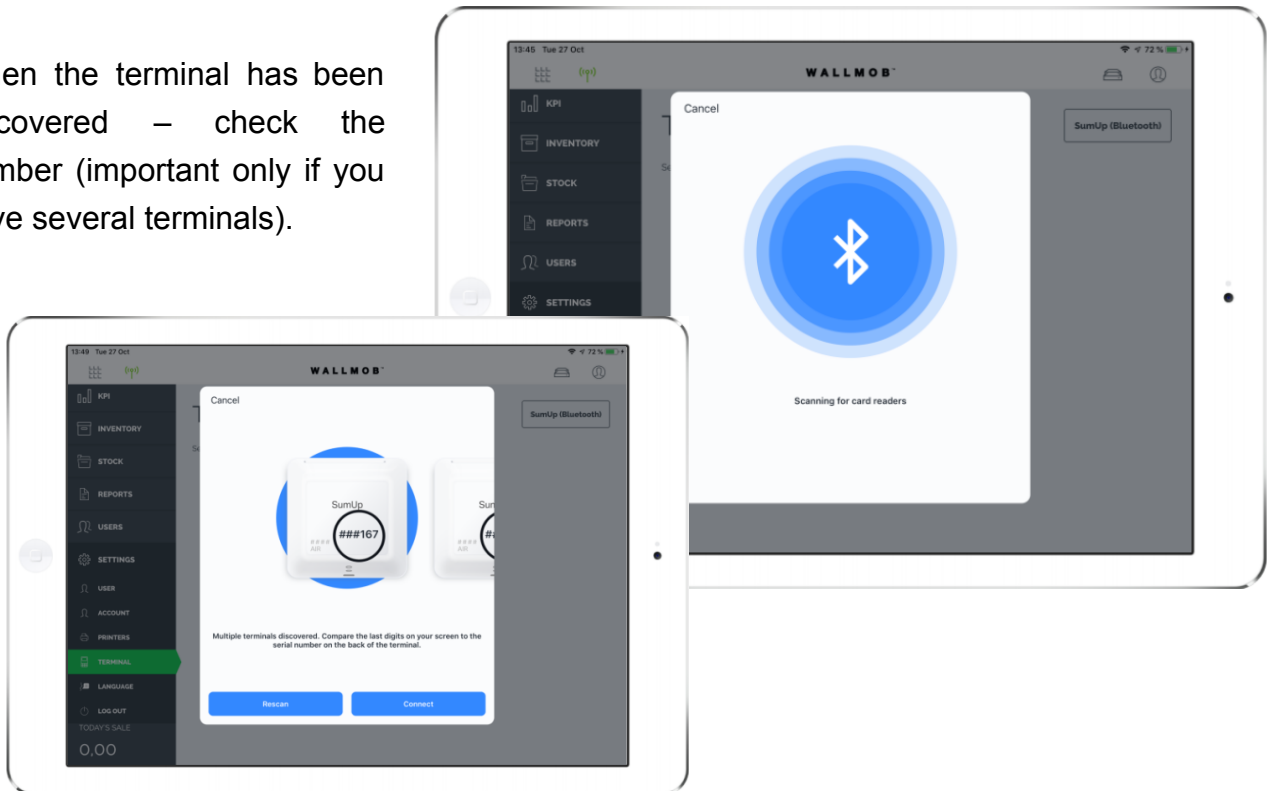 en the terminal has been
covered – check the
mber (important only if you
ve several terminals).
13:45 Tue 27 Oct
72 %
WALLMOB
KPI
INVENTORY
STOCK
REPORTS
USERS
SETTINGS
Cancel
SumUp (Bluetooth)
Scanning for card readers
13:49 Tue 27 Oct
72 %
WALLMOB
KPI
INVENTORY
STOCK
REPORTS
USERS
SETTINGS
USER
ACCOUNT
PRINTERS
TERMINAL
LANGUAGE
LOG OUT
TODAY'S SALE
0,00
Cancel
SumUp (Bluetooth)
SumUp
###167
####
AIR
Sun
##
####
AIR
Multiple terminals discovered. Compare the last digits on your screen to the
serial number on the back of the terminal.
Rescan
Connect